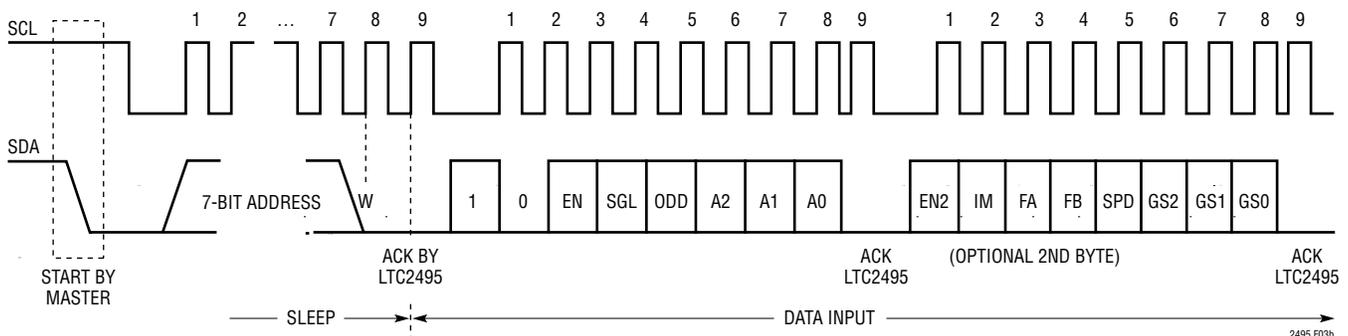 1 2 … 7 8 9 1 2 3 4 5 6 7 8 9 1 2 3 4 5 6 7 8 9
SCL
SDA
7-BIT ADDRESS W 1 0 EN SGL ODD A2 A1 A0 EN2 IM FA FB SPD GS2 GS1 GS0
START BY
MASTER
ACK BY
LTC2495
ACK
LTC2495
(OPTIONAL 2ND BYTE)
ACK
LTC2495
SLEEP DATA INPUT
2495 F03b